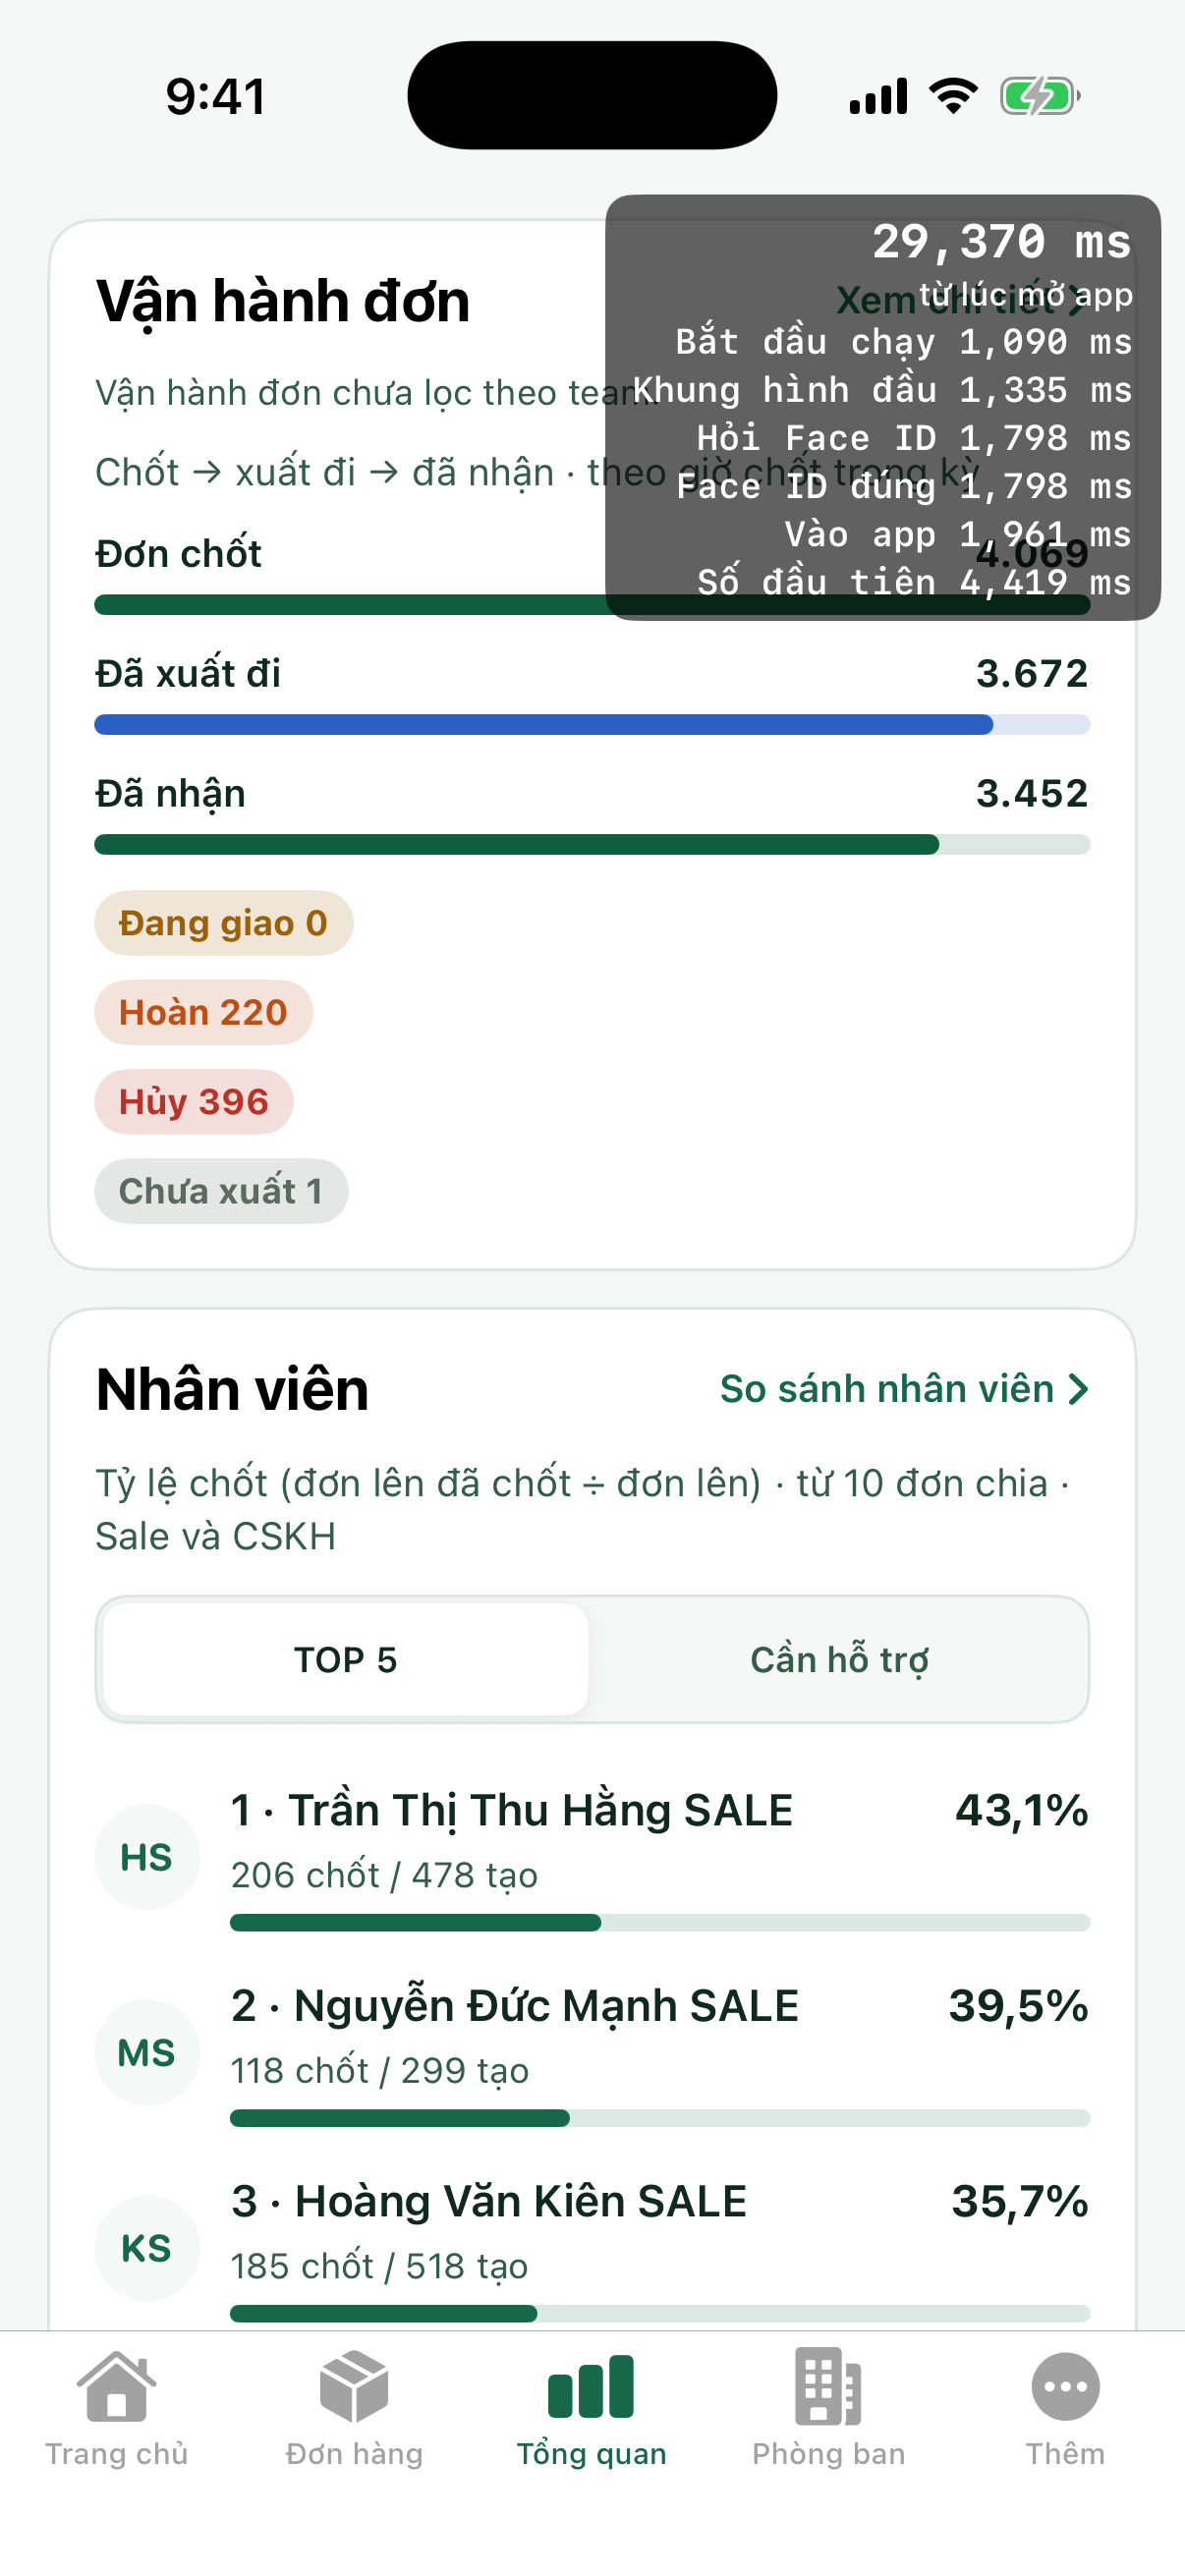 9:41
29,370 ms
từ lúc mở app
Bắt đầu chạy 1,090 ms
Khung hình đầu 1,335 ms
Hỏi Face ID 1,798 ms
Face ID đúng 1,798 ms
Vào app 1,961 ms
Số đầu tiên 4,419 ms
Vận hành đơn
Xem chi tiết
Vận hành đơn chưa lọc theo team
Chốt → xuất đi → đã nhận · theo giờ chốt trong kỳ
Đơn chốt 4.069
Đã xuất đi 3.672
Đã nhận 3.452
Đang giao 0
Hoàn 220
Hủy 396
Chưa xuất 1
Nhân viên
So sánh nhân viên
Tỷ lệ chốt (đơn lên đã chốt ÷ đơn lên) · từ 10 đơn chia ·
Sale và CSKH
TOP 5
Cần hỗ trợ
HS
1 · Trần Thị Thu Hằng SALE 43,1%
206 chốt / 478 tạo
MS
2 · Nguyễn Đức Mạnh SALE 39,5%
118 chốt / 299 tạo
KS
3 · Hoàng Văn Kiên SALE 35,7%
185 chốt / 518 tạo
Trang chủ
Đơn hàng
Tổng quan
Phòng ban
Thêm